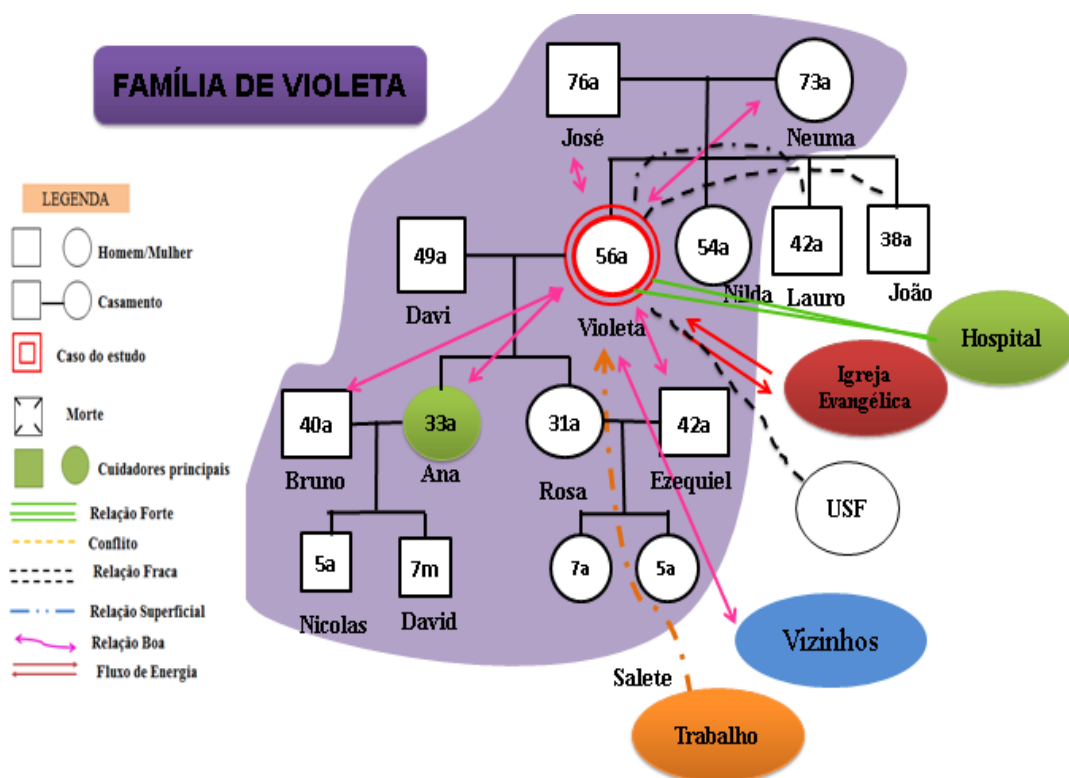 FAMÍLIA DE VIOLETA
LEGENDA
Homem/Mulher
Casamento
Caso do estudo
Morte
Cuidadores principais
Relação Forte
Conflito
Relação Fraca
Relação Superficial
Relação Boa
Fluxo de Energia
76a
73a
José
Neuma
49a
56a
54a
42a
38a
Davi
Violeta
Nilda
Lauro
João
Hospital
Igreja
Evangélica
40a
33a
31a
42a
Bruno
Ana
Rosa
Ezequiel
USF
5a
7m
7a
5a
Nicolas
David
Vizinhos
Salete
Trabalho